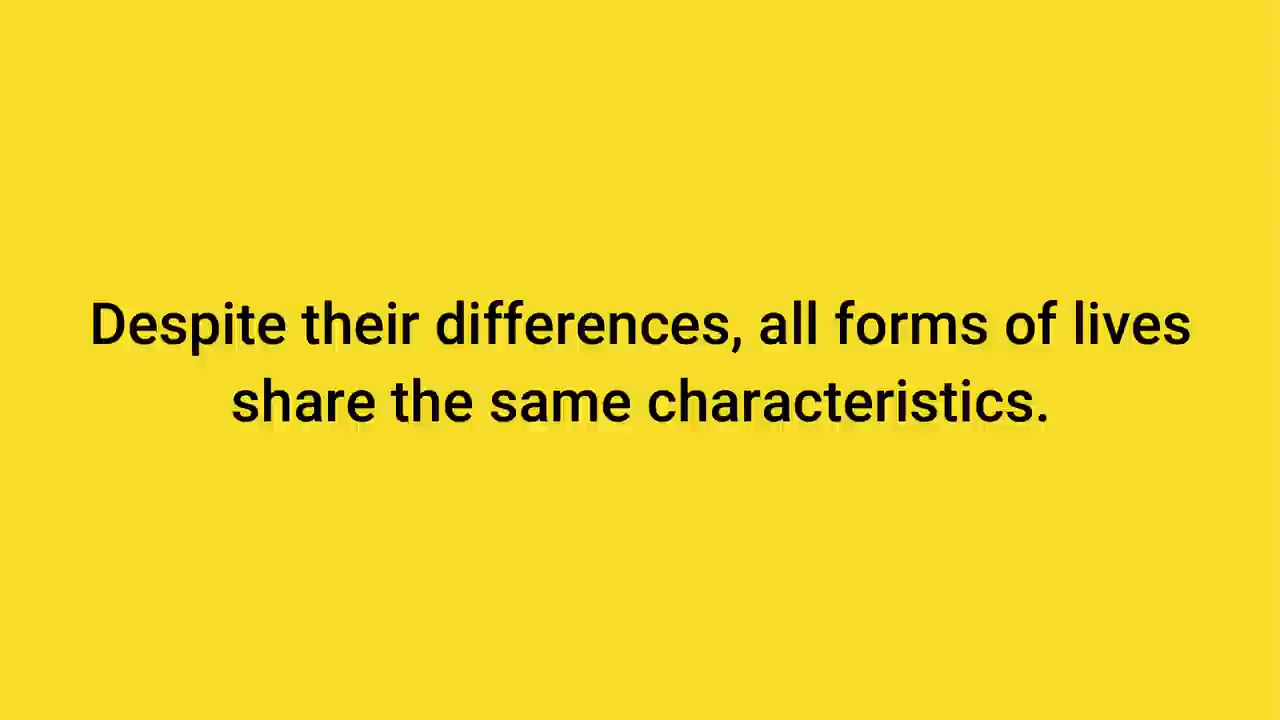 Despite their differences, all forms of lives
share the same characteristics.